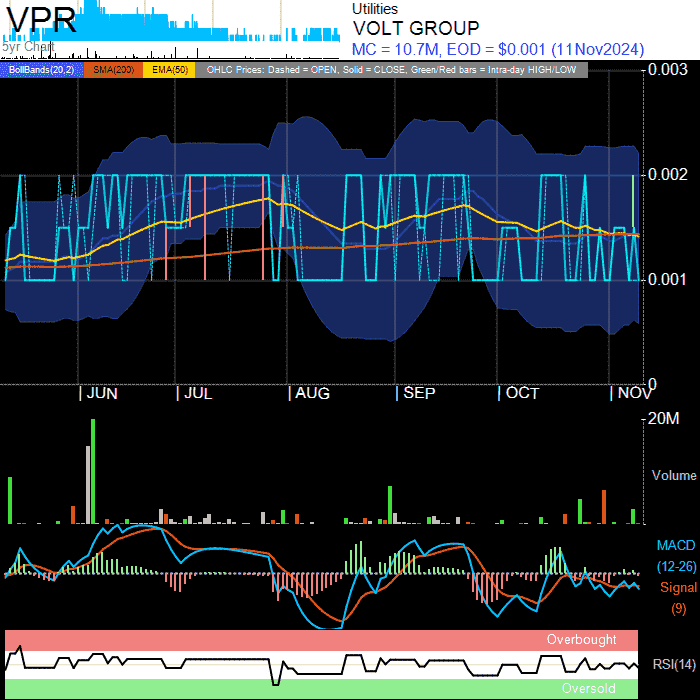 VPR
5yr Chart
Utilities
VOLT GROUP
MC = 10.7M, EOD = $0.001 (11Nov2024)
BollBands(20,2) SMA(200) EMA(50) OHLC Prices: Dashed = OPEN, Solid = CLOSE, Green/Red bars = Intra-day HIGH/LOW
0.003
0.002
0.001
0
JUN JUL AUG SEP OCT NOV
20M
Volume
MACD
(12-26)
Signal
(9)
Overbought
RSI(14)
Oversold